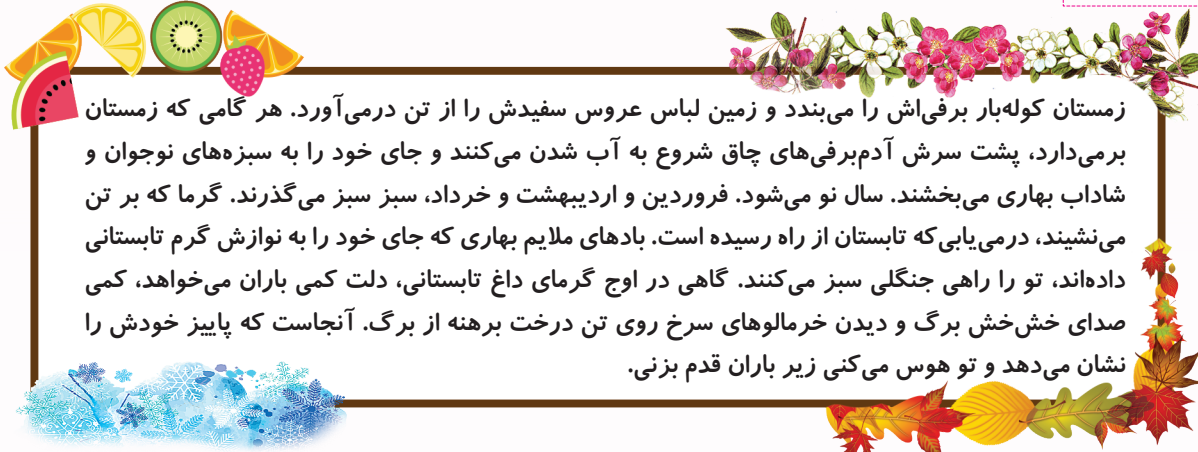 زمستان کوله‌بار برفی‌اش را می‌بندد و زمین لباس عروس سفیدش را از تن درمی‌آورد. هر گامی که زمستان
برمی‌دارد، پشت سرش آدم‌برفی‌های چاق شروع به آب شدن می‌کنند و جای خود را به سبزه‌های نوجوان و
شاداب بهاری می‌بخشند. سال نو می‌شود. فروردین و اردیبهشت و خرداد، سبز سبز می‌گذرند. گرما که بر تن
می‌نشیند، درمی‌یابی‌که تابستان از راه رسیده است. بادهای ملایم بهاری که جای خود را به نوازش گرم تابستانی
داده‌اند، تو را راهی جنگلی سبز می‌کنند. گاهی در اوج گرمای داغ تابستانی، دلت کمی باران می‌خواهد، کمی
صدای خش‌خش برگ و دیدن خرمالوهای سرخ روی تن درخت برهنه از برگ. آنجاست که پاییز خودش را
نشان می‌دهد و تو هوس می‌کنی زیر باران قدم بزنی.